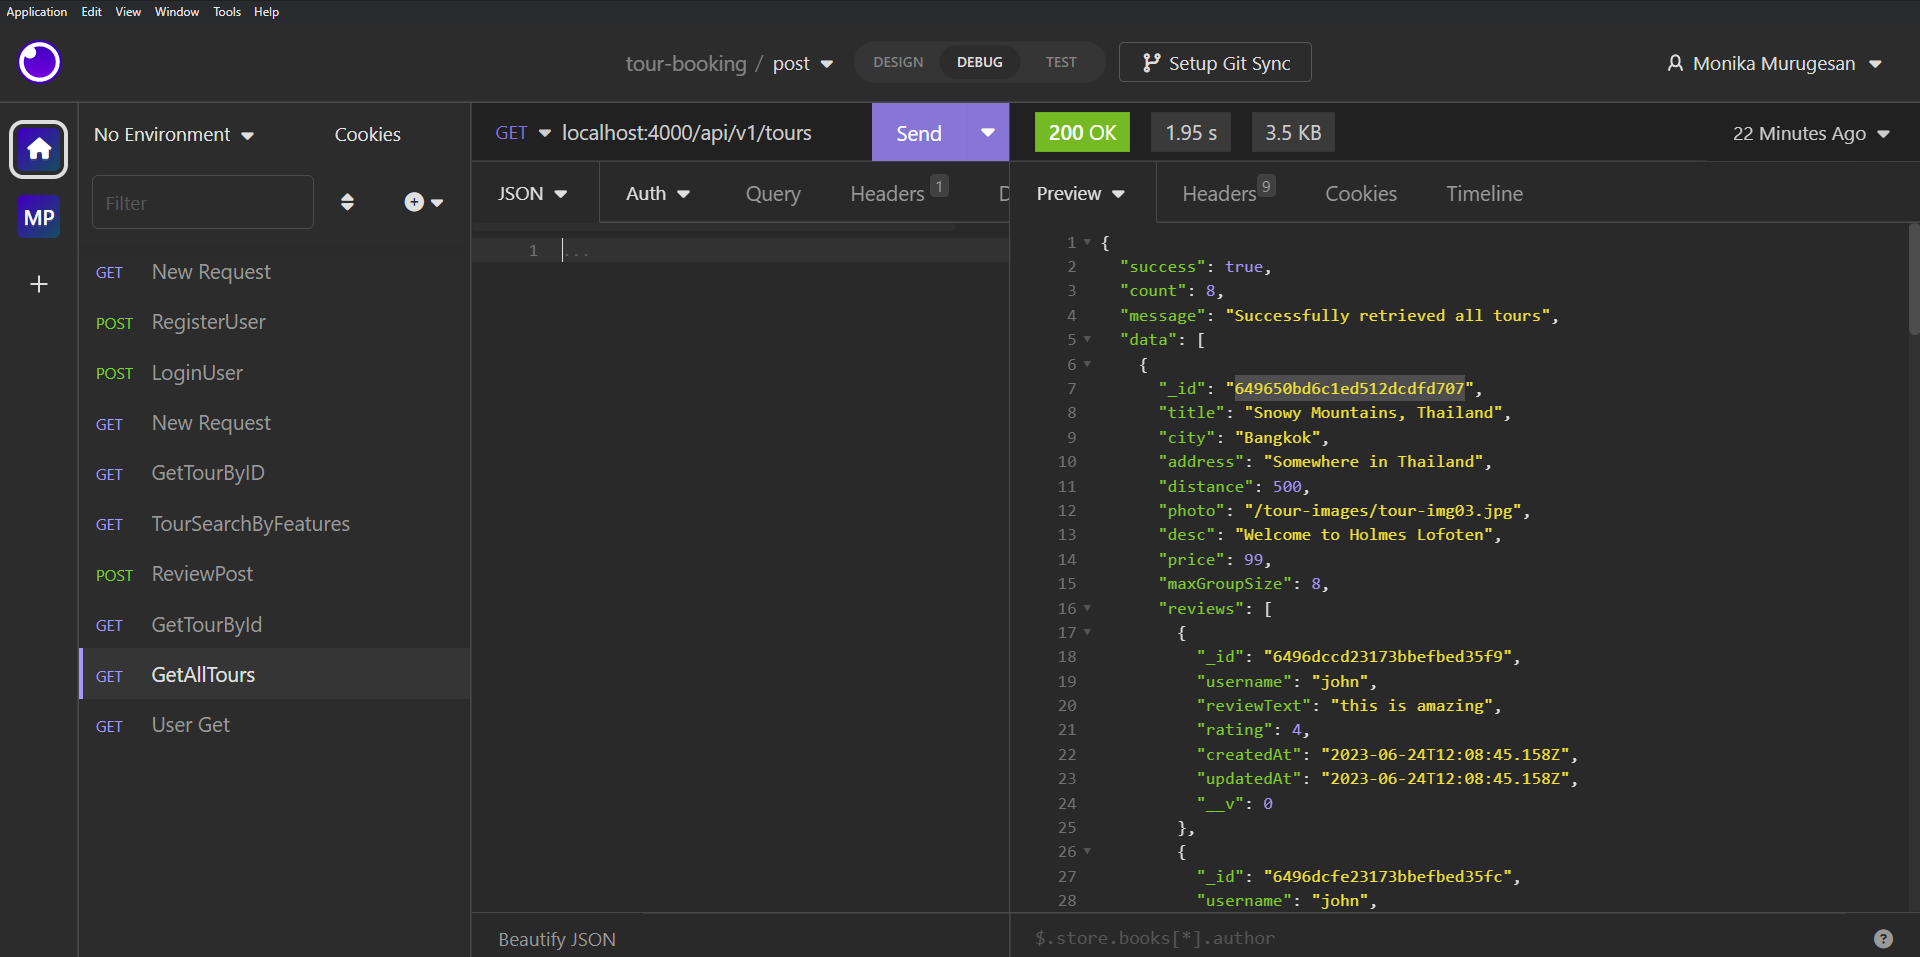 Application Edit View Window Tools Help
tour-booking / post DESIGN DEBUG TEST Setup Git Sync Monika Murugesan
No Environment Cookies
Filter
MP
GET New Request
POST RegisterUser
POST LoginUser
GET New Request
GET GetTourByID
GET TourSearchByFeatures
POST ReviewPost
GET GetTourById
GET GetAllTours
GET User Get
GET localhost:4000/api/v1/tours Send
JSON Auth Query Headers 1 D
1 ...
Beautify JSON
200 OK 1.95 s 3.5 KB 22 Minutes Ago
Preview Headers 9 Cookies Timeline
1 {
2 "success": true,
3 "count": 8,
4 "message": "Successfully retrieved all tours",
5 "data": [
6 {
7 "_id": "649650bd6c1ed512dcdfd707",
8 "title": "Snowy Mountains, Thailand",
9 "city": "Bangkok",
10 "address": "Somewhere in Thailand",
11 "distance": 500,
12 "photo": "/tour-images/tour-img03.jpg",
13 "desc": "Welcome to Holmes Lofoten",
14 "price": 99,
15 "maxGroupSize": 8,
16 "reviews": [
17 {
18 "_id": "6496dccd23173bbefbed35f9",
19 "username": "john",
20 "reviewText": "this is amazing",
21 "rating": 4,
22 "createdAt": "2023-06-24T12:08:45.158Z",
23 "updatedAt": "2023-06-24T12:08:45.158Z",
24 "__v": 0
25 },
26 {
27 "_id": "6496dcfe23173bbefbed35fc",
28 "username": "john",
$.store.books[*].author ?